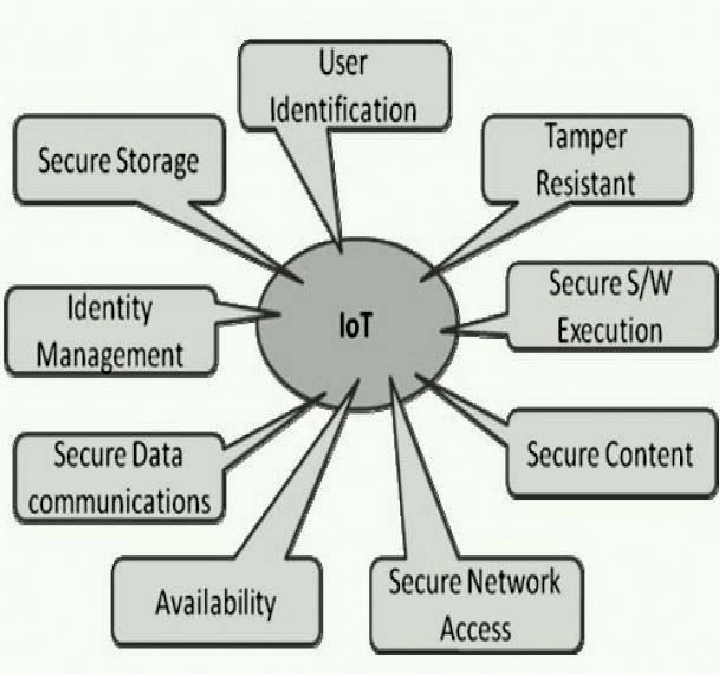 User
Identification
Secure Storage
Tamper
Resistant
Identity
Management
IoT
Secure S/W
Execution
Secure Data
communications
Secure Content
Availability
Secure Network
Access